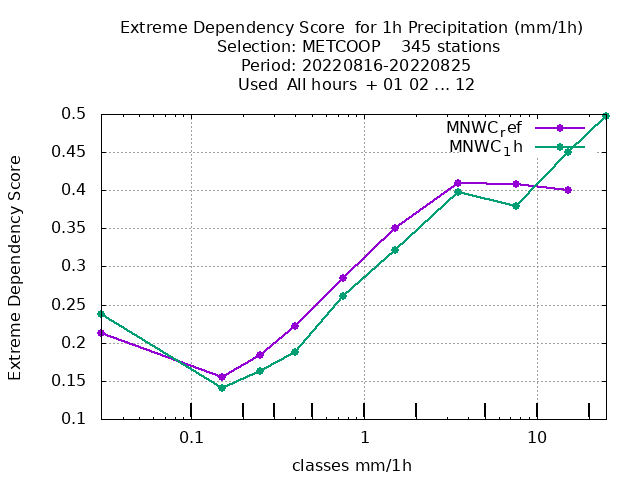 Extreme Dependency Score  for 1h Precipitation (mm/1h)
Selection: METCOOP    345 stations
Period: 20220816-20220825
Used  All hours  + 01 02 ... 12
0.5
0.45
0.4
0.35
0.3
0.25
0.2
0.15
0.1
Extreme Dependency Score
MNWCref
MNWC1h
0.1
1
10
classes mm/1h